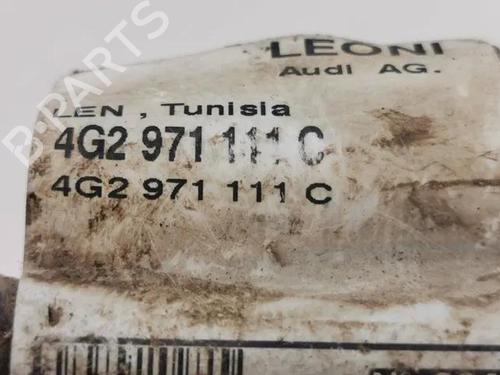 LEONI
Audi AG.
LEN , Tunisia
4G2 971 111 C
4G2 971 111 C
B-PARTS